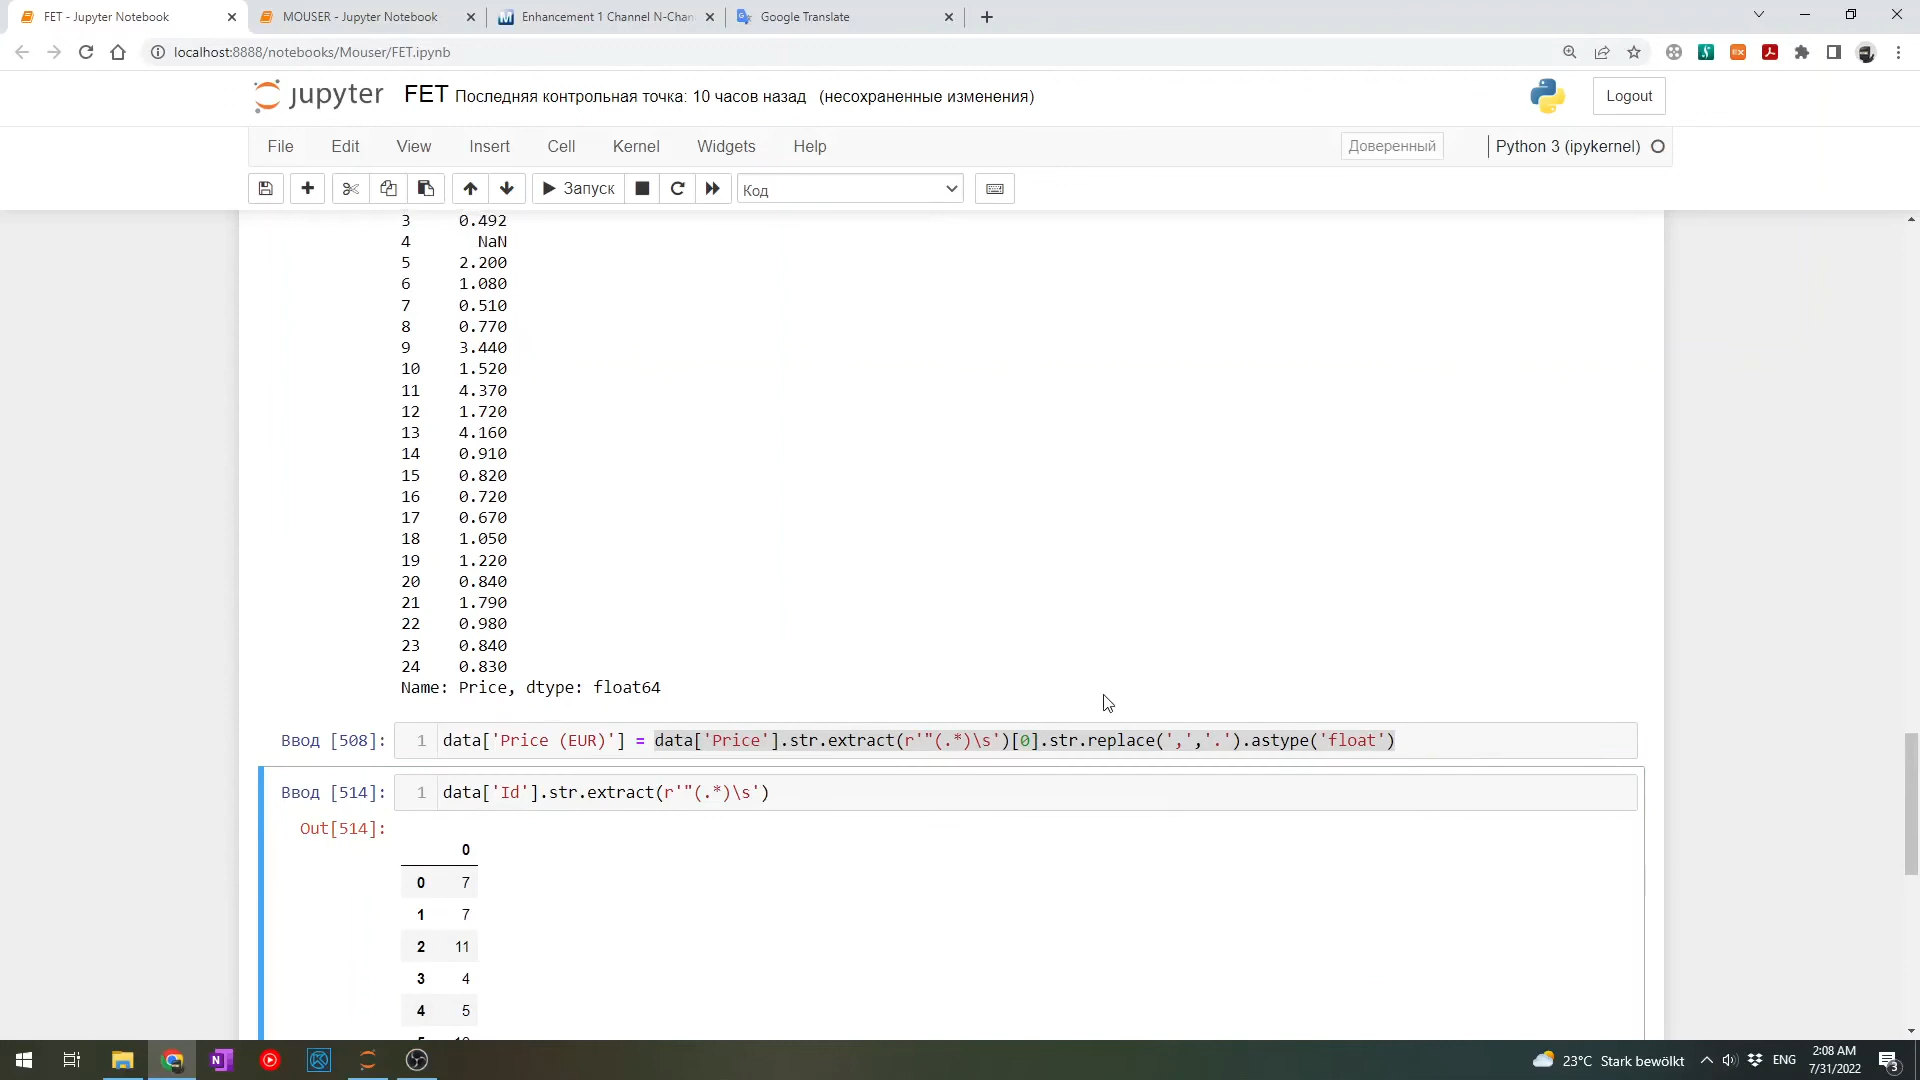 FET - Jupyter Notebook
MOUSER - Jupyter Notebook
Enhancement 1 Channel N-Chan
Google Translate
localhost:8888/notebooks/Mouser/FET.ipynb
jupyter FET Последняя контрольная точка: 10 часов назад (несохраненные изменения)
Logout
File Edit View Insert Cell Kernel Widgets Help
Доверенный
Python 3 (ipykernel)
Запуск
Код
3 0.492
4 NaN
5 2.200
6 1.080
7 0.510
8 0.770
9 3.440
10 1.520
11 4.370
12 1.720
13 4.160
14 0.910
15 0.820
16 0.720
17 0.670
18 1.050
19 1.220
20 0.840
21 1.790
22 0.980
23 0.840
24 0.830
Name: Price, dtype: float64
Ввод [508]: 1 data['Price (EUR)'] = data['Price'].str.extract(r'"(.*)\s')[0].str.replace(',','.').astype('float')
Ввод [514]: 1 data['Id'].str.extract(r'"(.*)\s')
Out[514]:
0
0 7
1 7
2 11
3 4
4 5
23°C Stark bewölkt
ENG
2:08 AM
7/31/2022
3